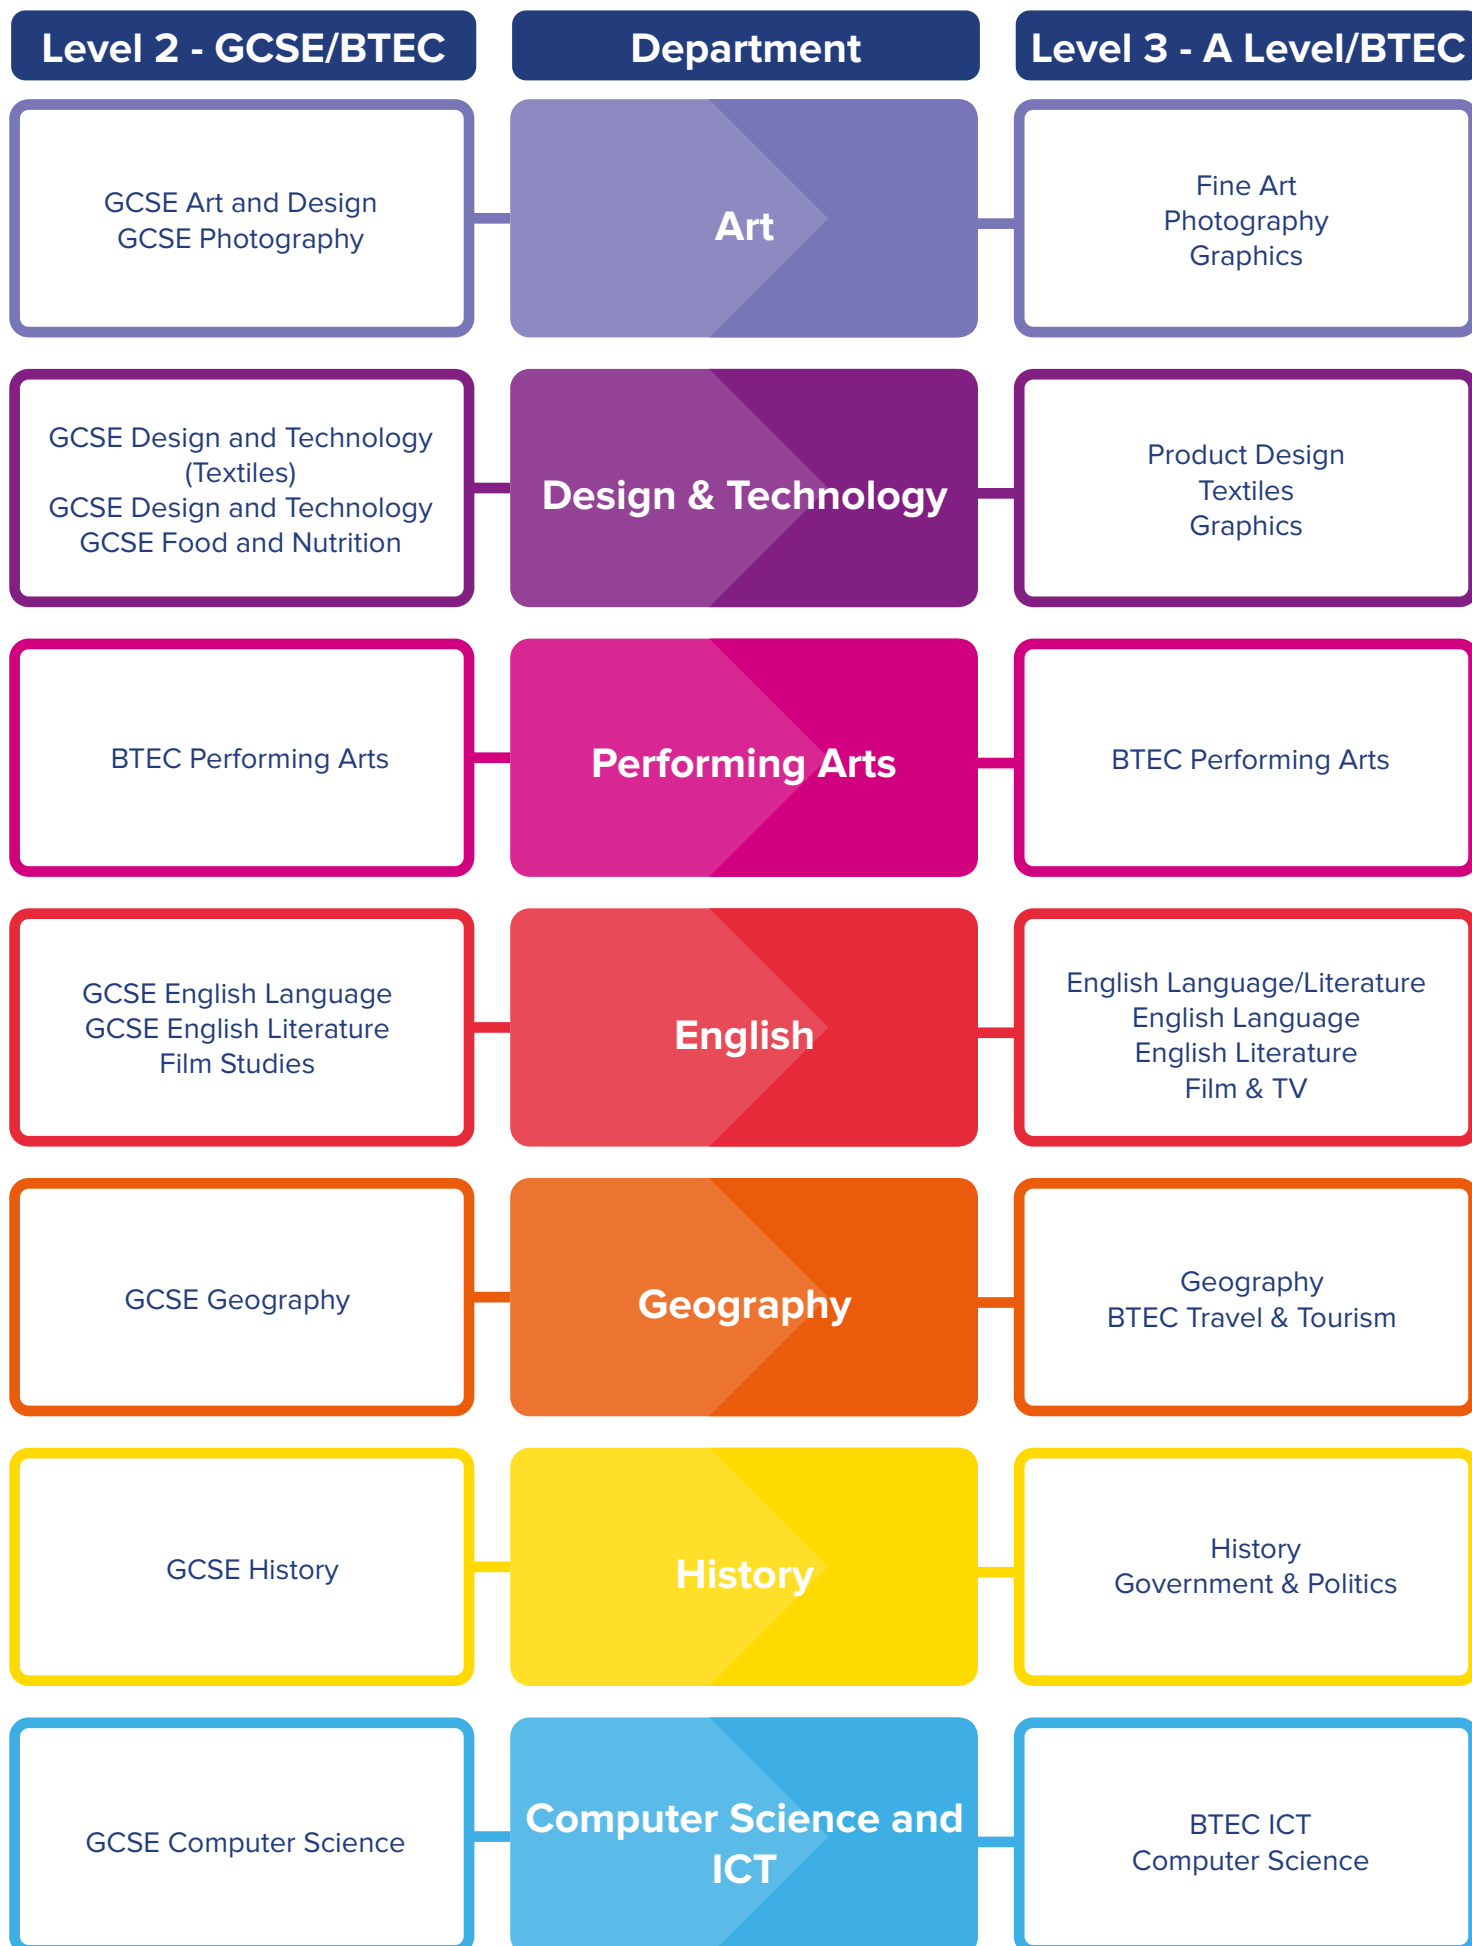 Level 2 - GCSE/BTEC
Department
Level 3 - A Level/BTEC
GCSE Art and Design
GCSE Photography
Art
Fine Art
Photography
Graphics
GCSE Design and Technology
(Textiles)
GCSE Design and Technology
GCSE Food and Nutrition
Design & Technology
Product Design
Textiles
Graphics
BTEC Performing Arts
Performing Arts
BTEC Performing Arts
GCSE English Language
GCSE English Literature
Film Studies
English
English Language/Literature
English Language
English Literature
Film & TV
GCSE Geography
Geography
Geography
BTEC Travel & Tourism
GCSE History
History
History
Government & Politics
GCSE Computer Science
Computer Science and
ICT
BTEC ICT
Computer Science